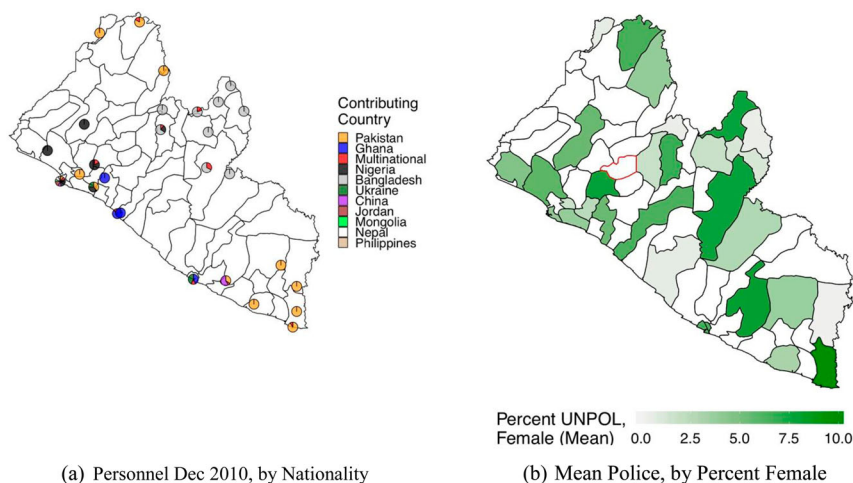 Contributing
Country
Pakistan
Ghana
Multinational
Nigeria
Bangladesh
Ukraine
China
Jordan
Mongolia
Nepal
Philippines
(a) Personnel Dec 2010, by Nationality
Percent UNPOL,
Female (Mean)
0.0 2.5 5.0 7.5 10.0
(b) Mean Police, by Percent Female